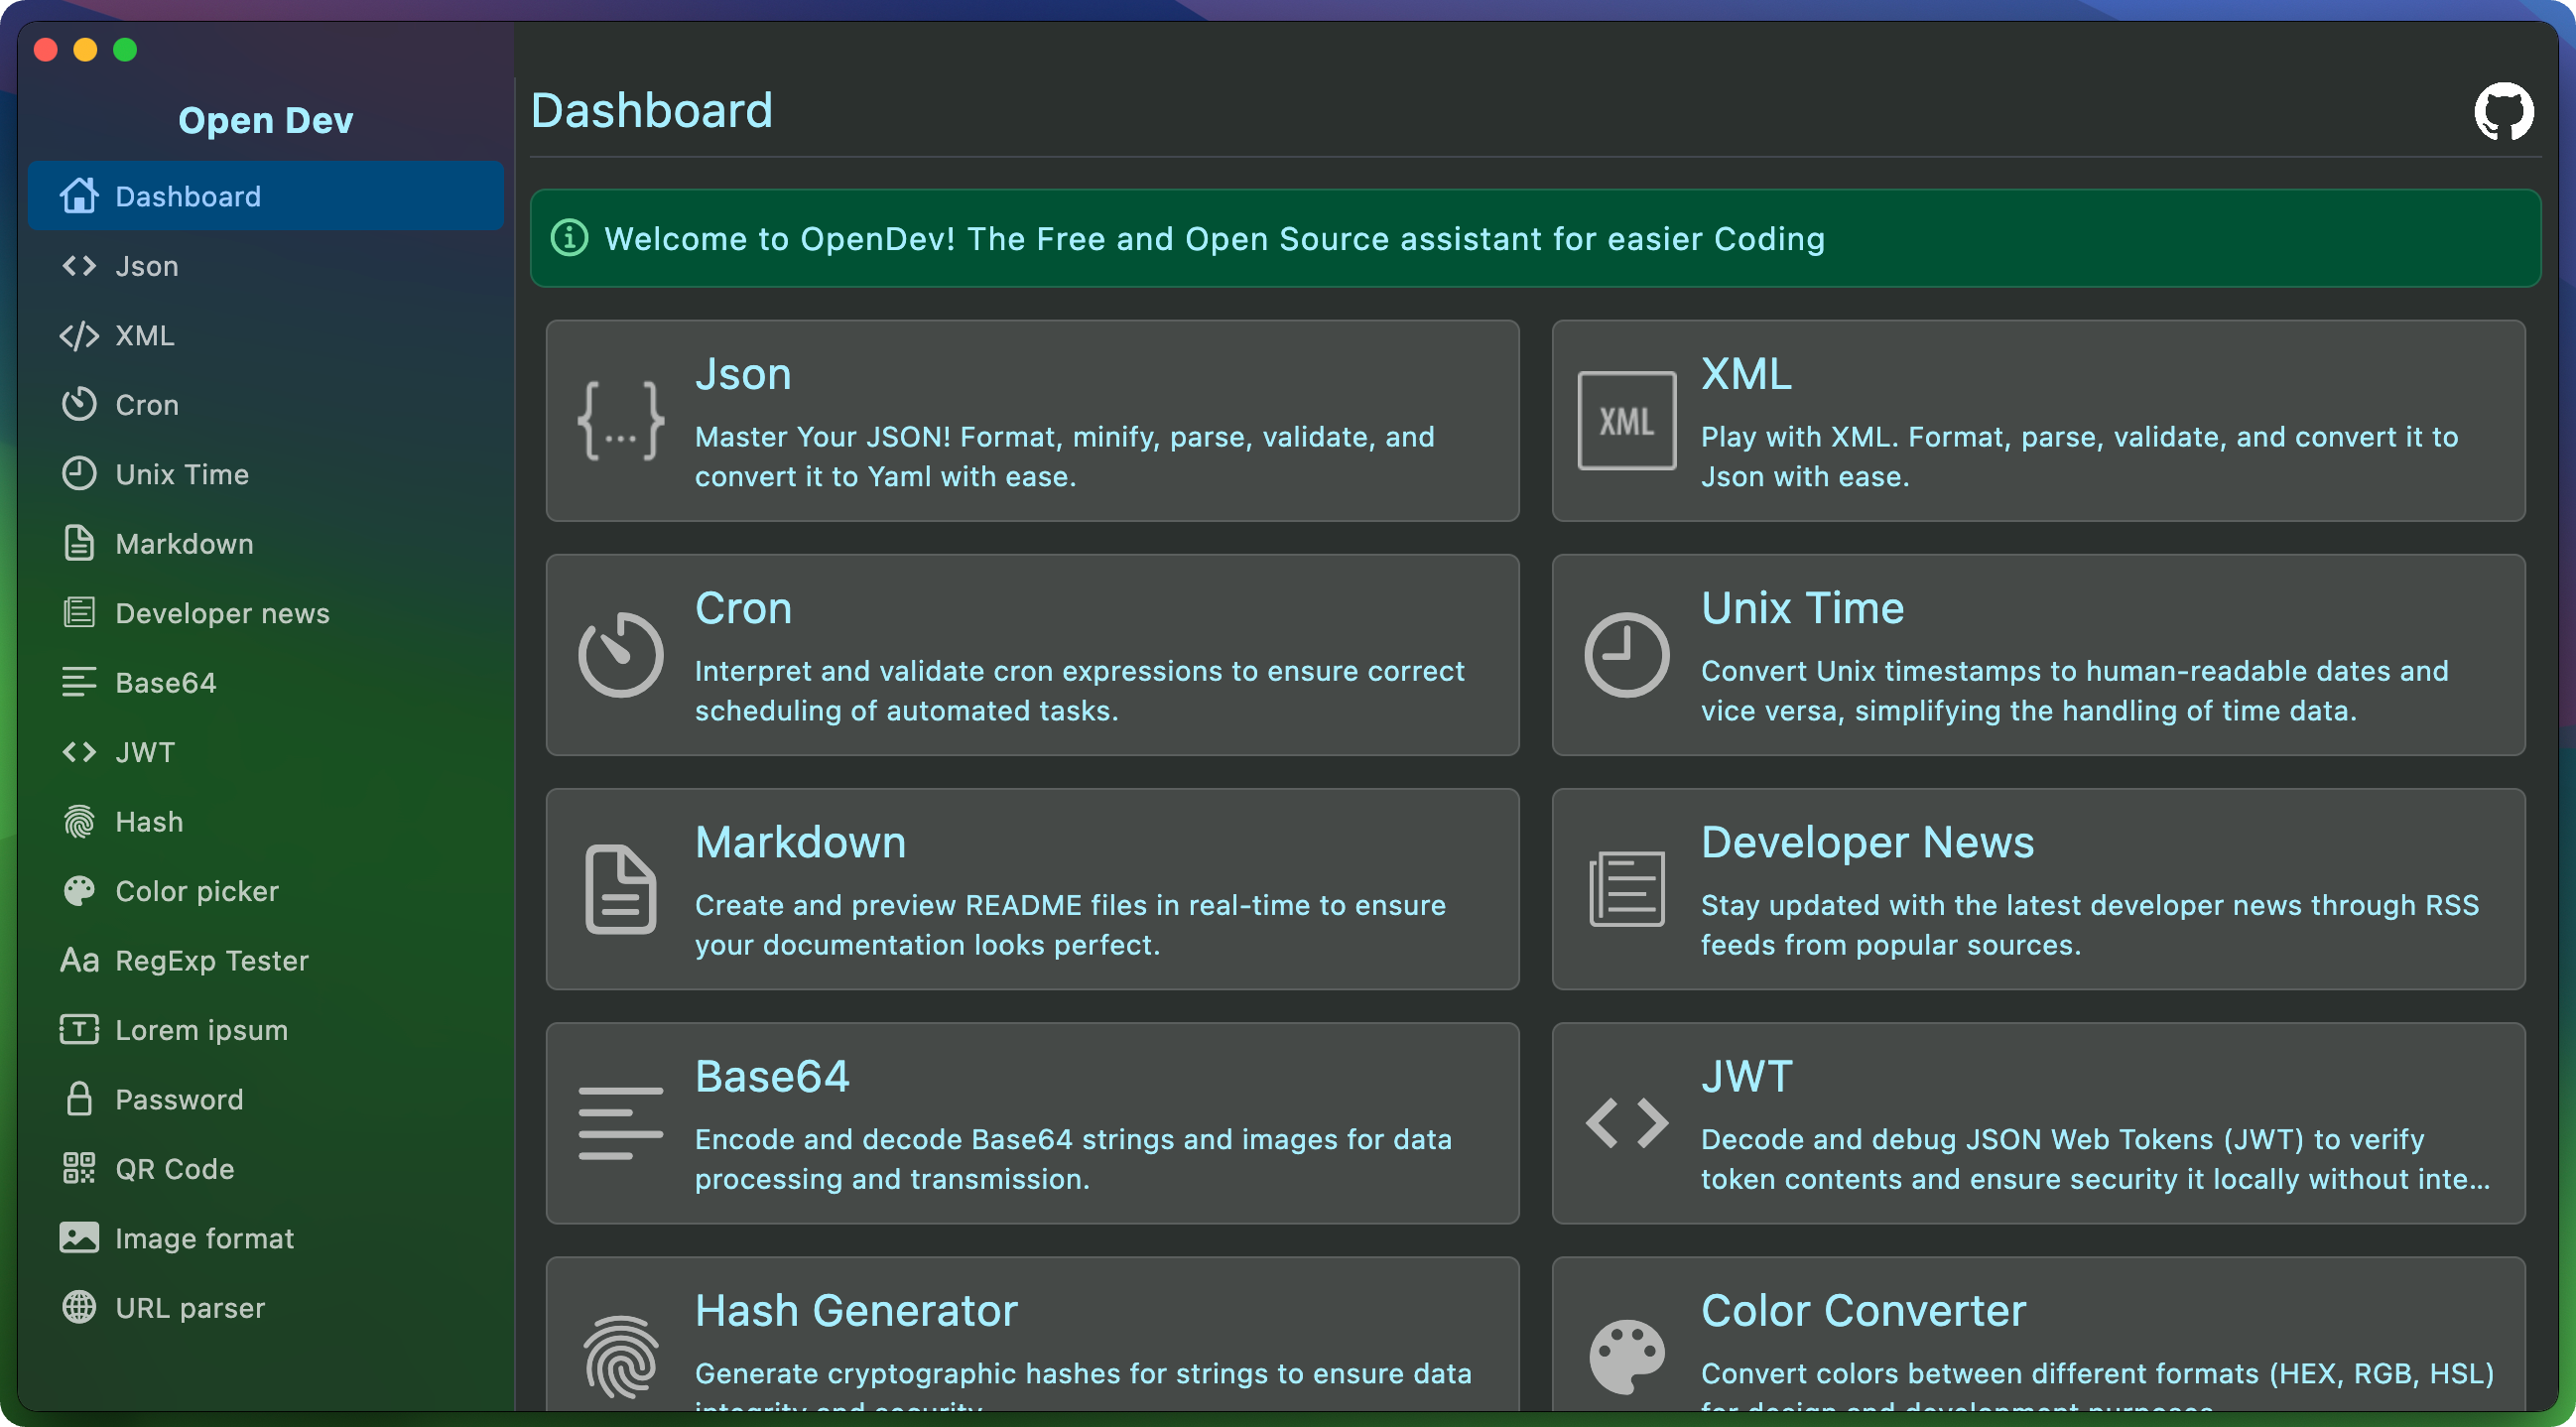 Open Dev
Dashboard
Json
XML
Cron
Unix Time
Markdown
Developer news
Base64
JWT
Hash
Color picker
Aa RegExp Tester
T Lorem ipsum
Password
QR Code
Image format
URL parser
Dashboard
Welcome to OpenDev! The Free and Open Source assistant for easier Coding
{...}
Json
Master Your JSON! Format, minify, parse, validate, and
convert it to Yaml with ease.
XML
XML
Play with XML. Format, parse, validate, and convert it to
Json with ease.
Cron
Interpret and validate cron expressions to ensure correct
scheduling of automated tasks.
Unix Time
Convert Unix timestamps to human-readable dates and
vice versa, simplifying the handling of time data.
Markdown
Create and preview README files in real-time to ensure
your documentation looks perfect.
Developer News
Stay updated with the latest developer news through RSS
feeds from popular sources.
Base64
Encode and decode Base64 strings and images for data
processing and transmission.
JWT
Decode and debug JSON Web Tokens (JWT) to verify
token contents and ensure security it locally without inte...
Hash Generator
Generate cryptographic hashes for strings to ensure data
integrity and security.
Color Converter
Convert colors between different formats (HEX, RGB, HSL)
for design and development purposes.